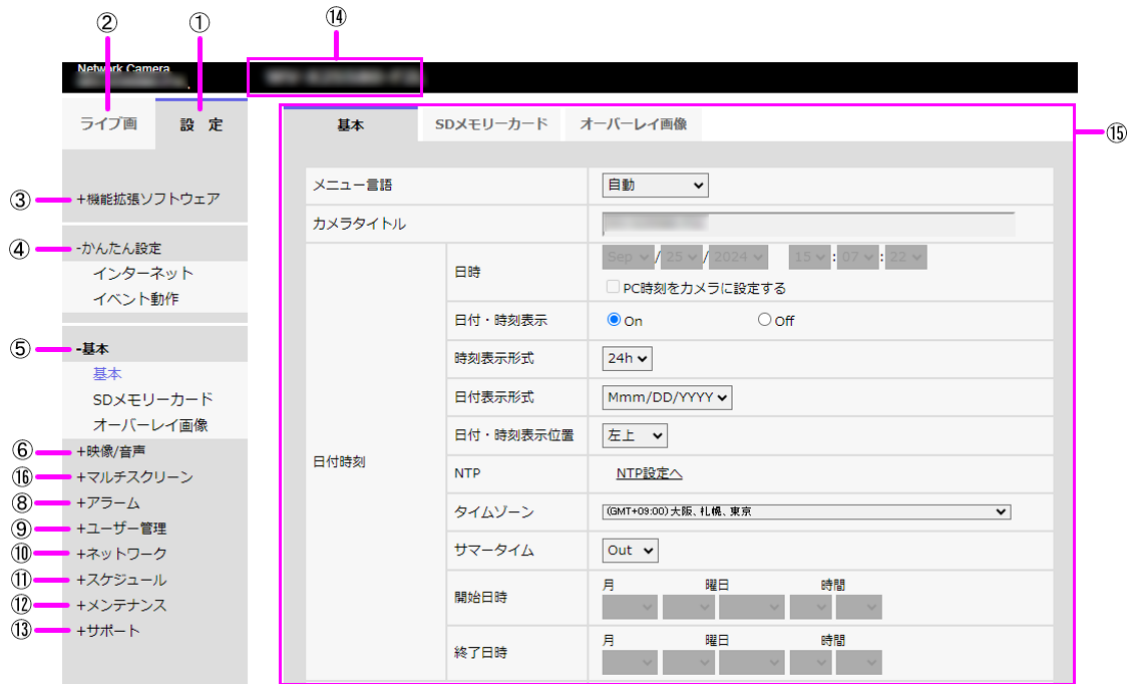 ② ① ⑭
Network Camera
ライブ画 設 定
基本 SDメモリーカード オーバーレイ画像 ⑮
③ +機能拡張ソフトウェア
④ -かんたん設定
インターネット
イベント動作
⑤ -基本
基本
SDメモリーカード
オーバーレイ画像
⑥ +映像/音声
⑯ +マルチスクリーン
⑧ +アラーム
⑨ +ユーザー管理
⑩ +ネットワーク
⑪ +スケジュール
⑫ +メンテナンス
⑬ +サポート
メニュー言語 自動
カメラタイトル
日付時刻
日時 Sep / 25 / 2024 15 : 07 : 22
PC時刻をカメラに設定する
日付・時刻表示 On Off
時刻表示形式 24h
日付表示形式 Mmm/DD/YYYY
日付・時刻表示位置 左上
NTP NTP設定へ
タイムゾーン (GMT+09:00)大阪、札幌、東京
サマータイム Out
開始日時 月 曜日 時間
終了日時 月 曜日 時間